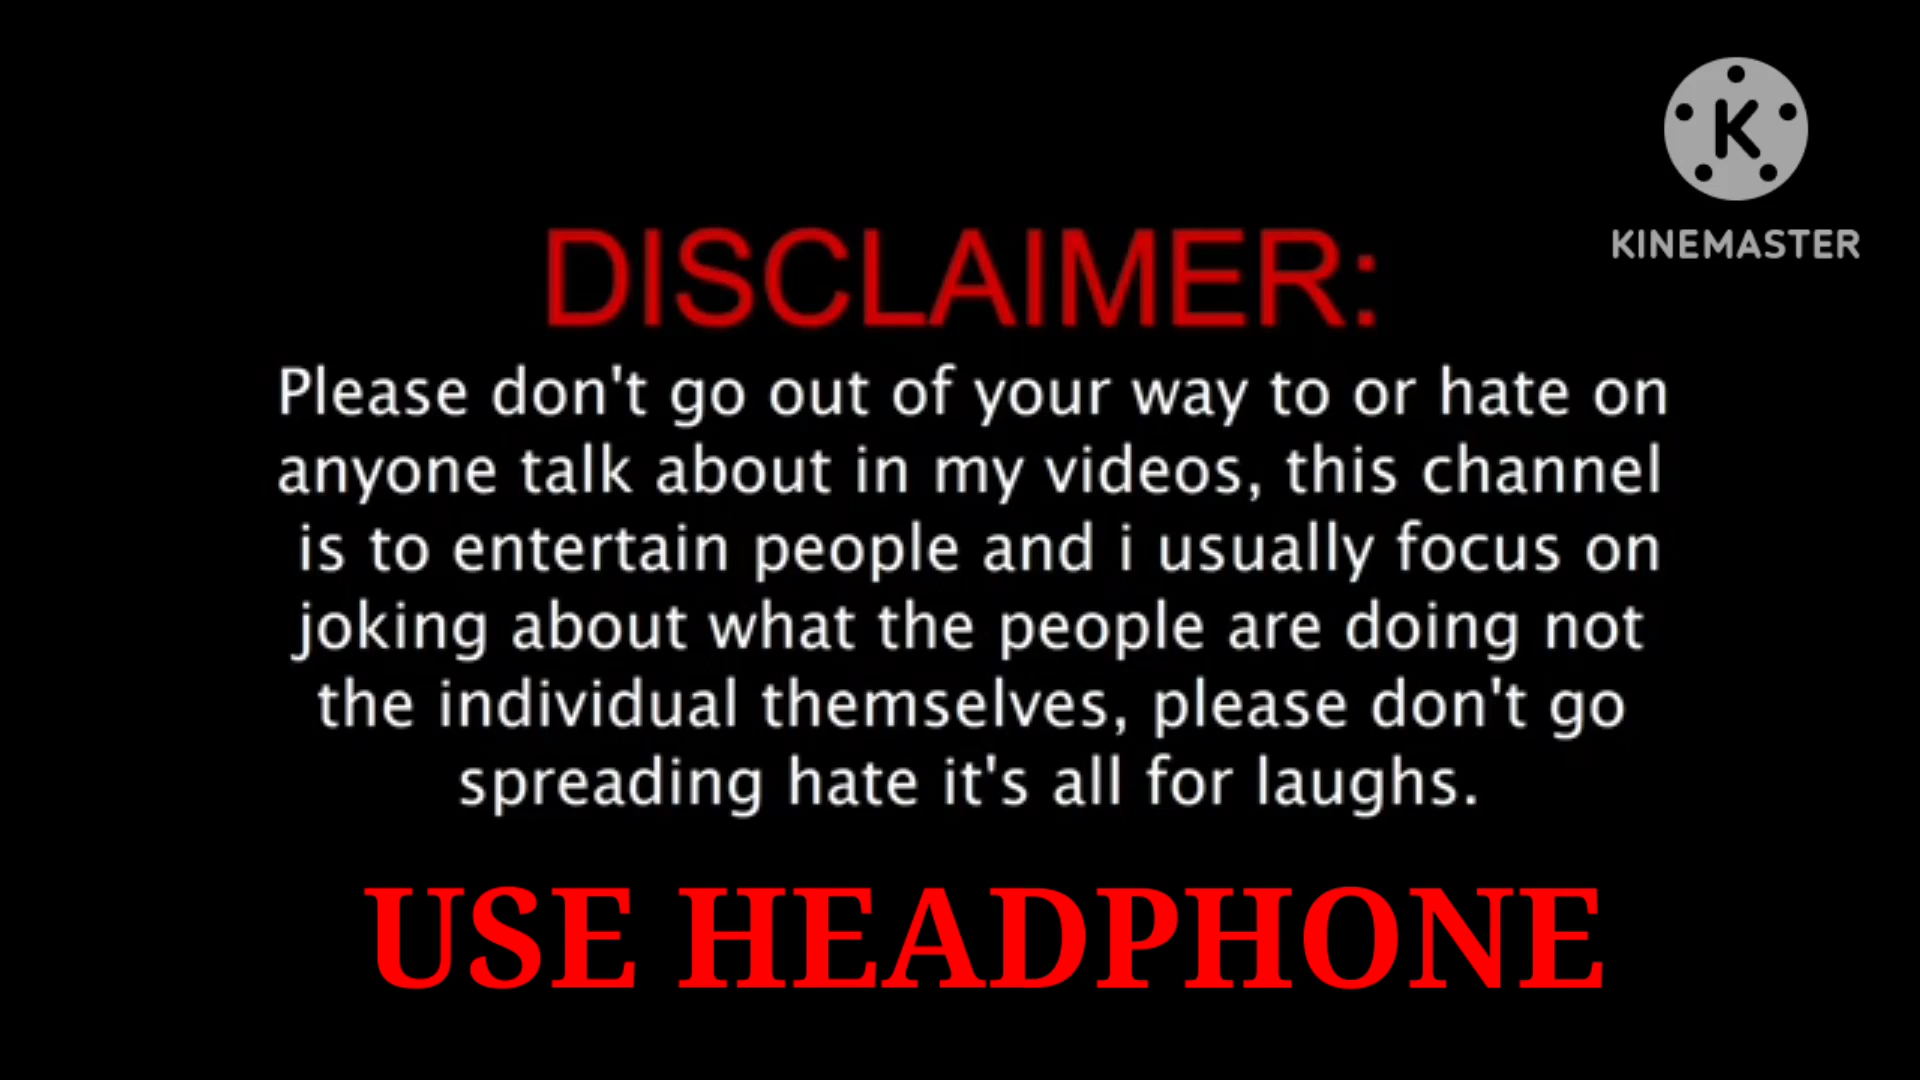 K
KINEMASTER
DISCLAIMER:
Please don't go out of your way to or hate on
anyone talk about in my videos, this channel
is to entertain people and i usually focus on
joking about what the people are doing not
the individual themselves, please don't go
spreading hate it's all for laughs.
USE HEADPHONE